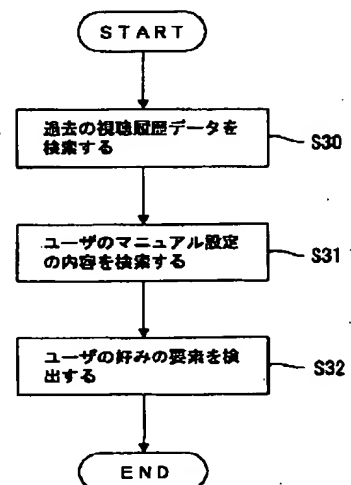 START
過去の視聴履歴データを
検索する
S30
ユーザのマニュアル設定
の内容を検索する
S31
ユーザの好みの要素を検
出する
S32
END